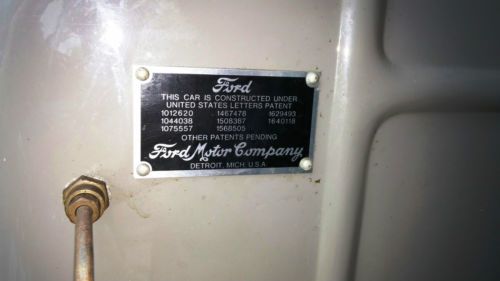 Ford
THIS CAR IS CONSTRUCTED UNDER
UNITED STATES LETTERS PATENT
1012620 1467478 1629493
1044038 1508387 1640118
1075557 1568505
OTHER PATENTS PENDING
Ford Motor Company
DETROIT, MICH. U.S.A.